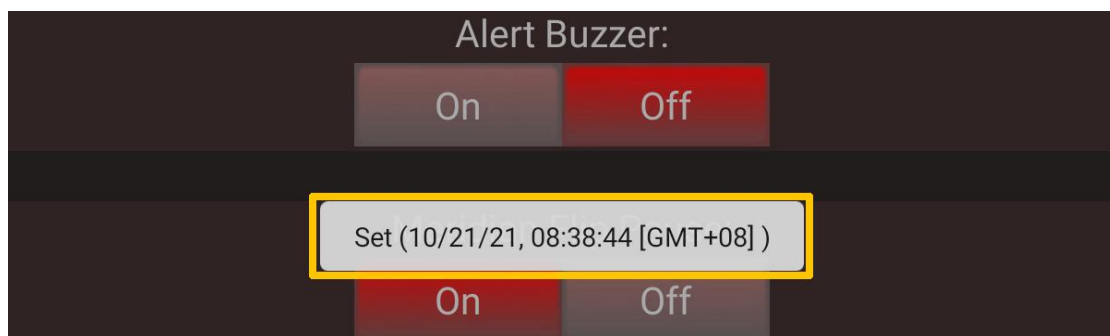 Alert Buzzer:
On Off
Set (10/21/21, 08:38:44 [GMT+08] )
On Off